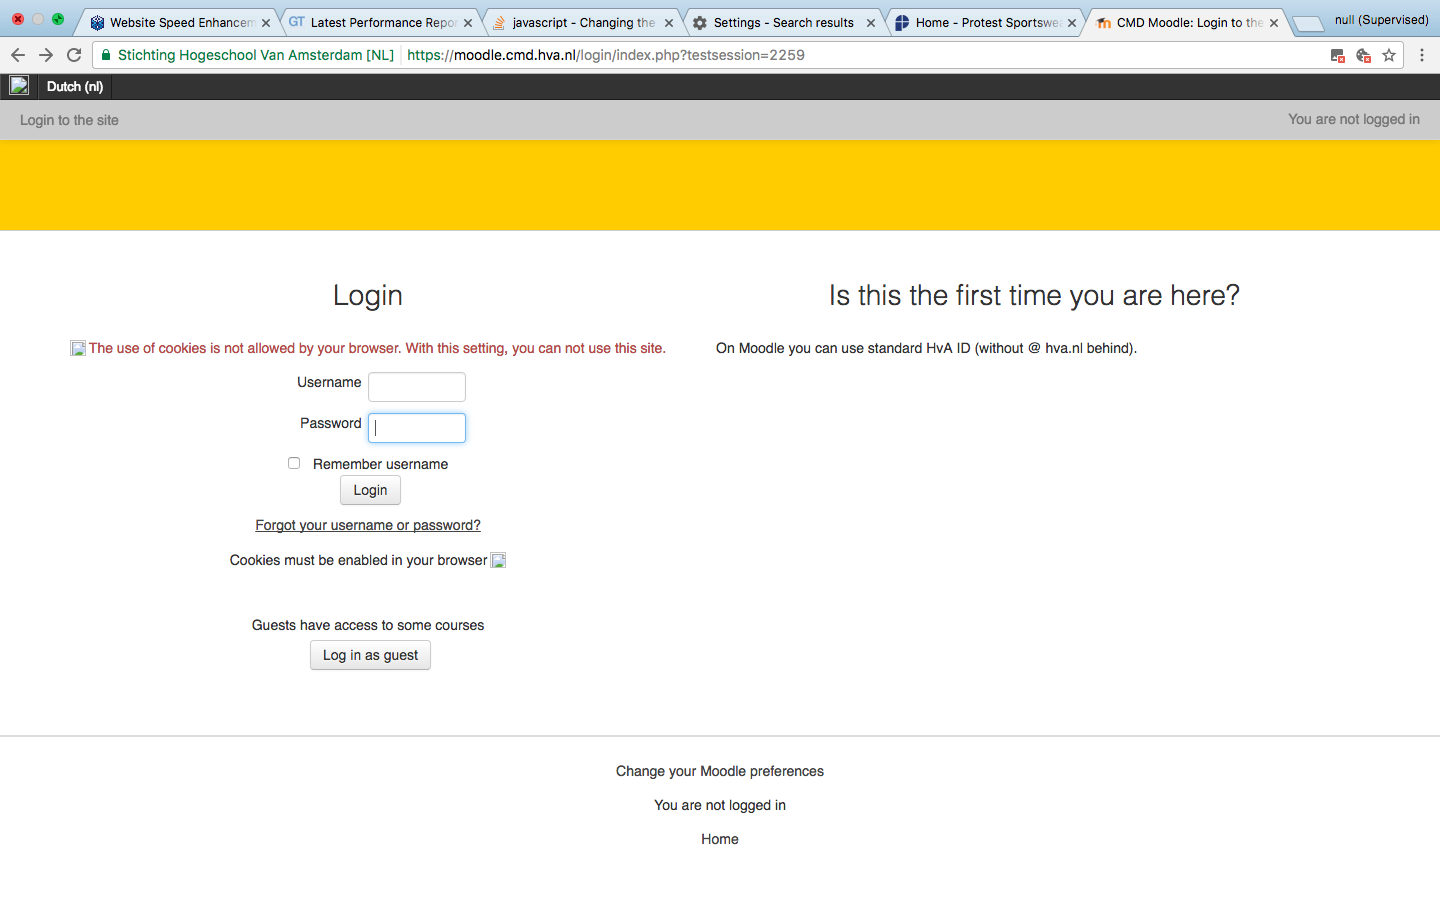 Website Speed Enhancem
GT Latest Performance Repor
javascript - Changing the
Settings - Search results
Home - Protest Sportswea
CMD Moodle: Login to the
null (Supervised)
Stichting Hogeschool Van Amsterdam [NL]
https://moodle.cmd.hva.nl/login/index.php?testsession=2259
Dutch (nl)
Login to the site
You are not logged in
Login
The use of cookies is not allowed by your browser. With this setting, you can not use this site.
Username
Password
Remember username
Login
Forgot your username or password?
Cookies must be enabled in your browser
Guests have access to some courses
Log in as guest
Is this the first time you are here?
On Moodle you can use standard HvA ID (without @ hva.nl behind).
Change your Moodle preferences
You are not logged in
Home